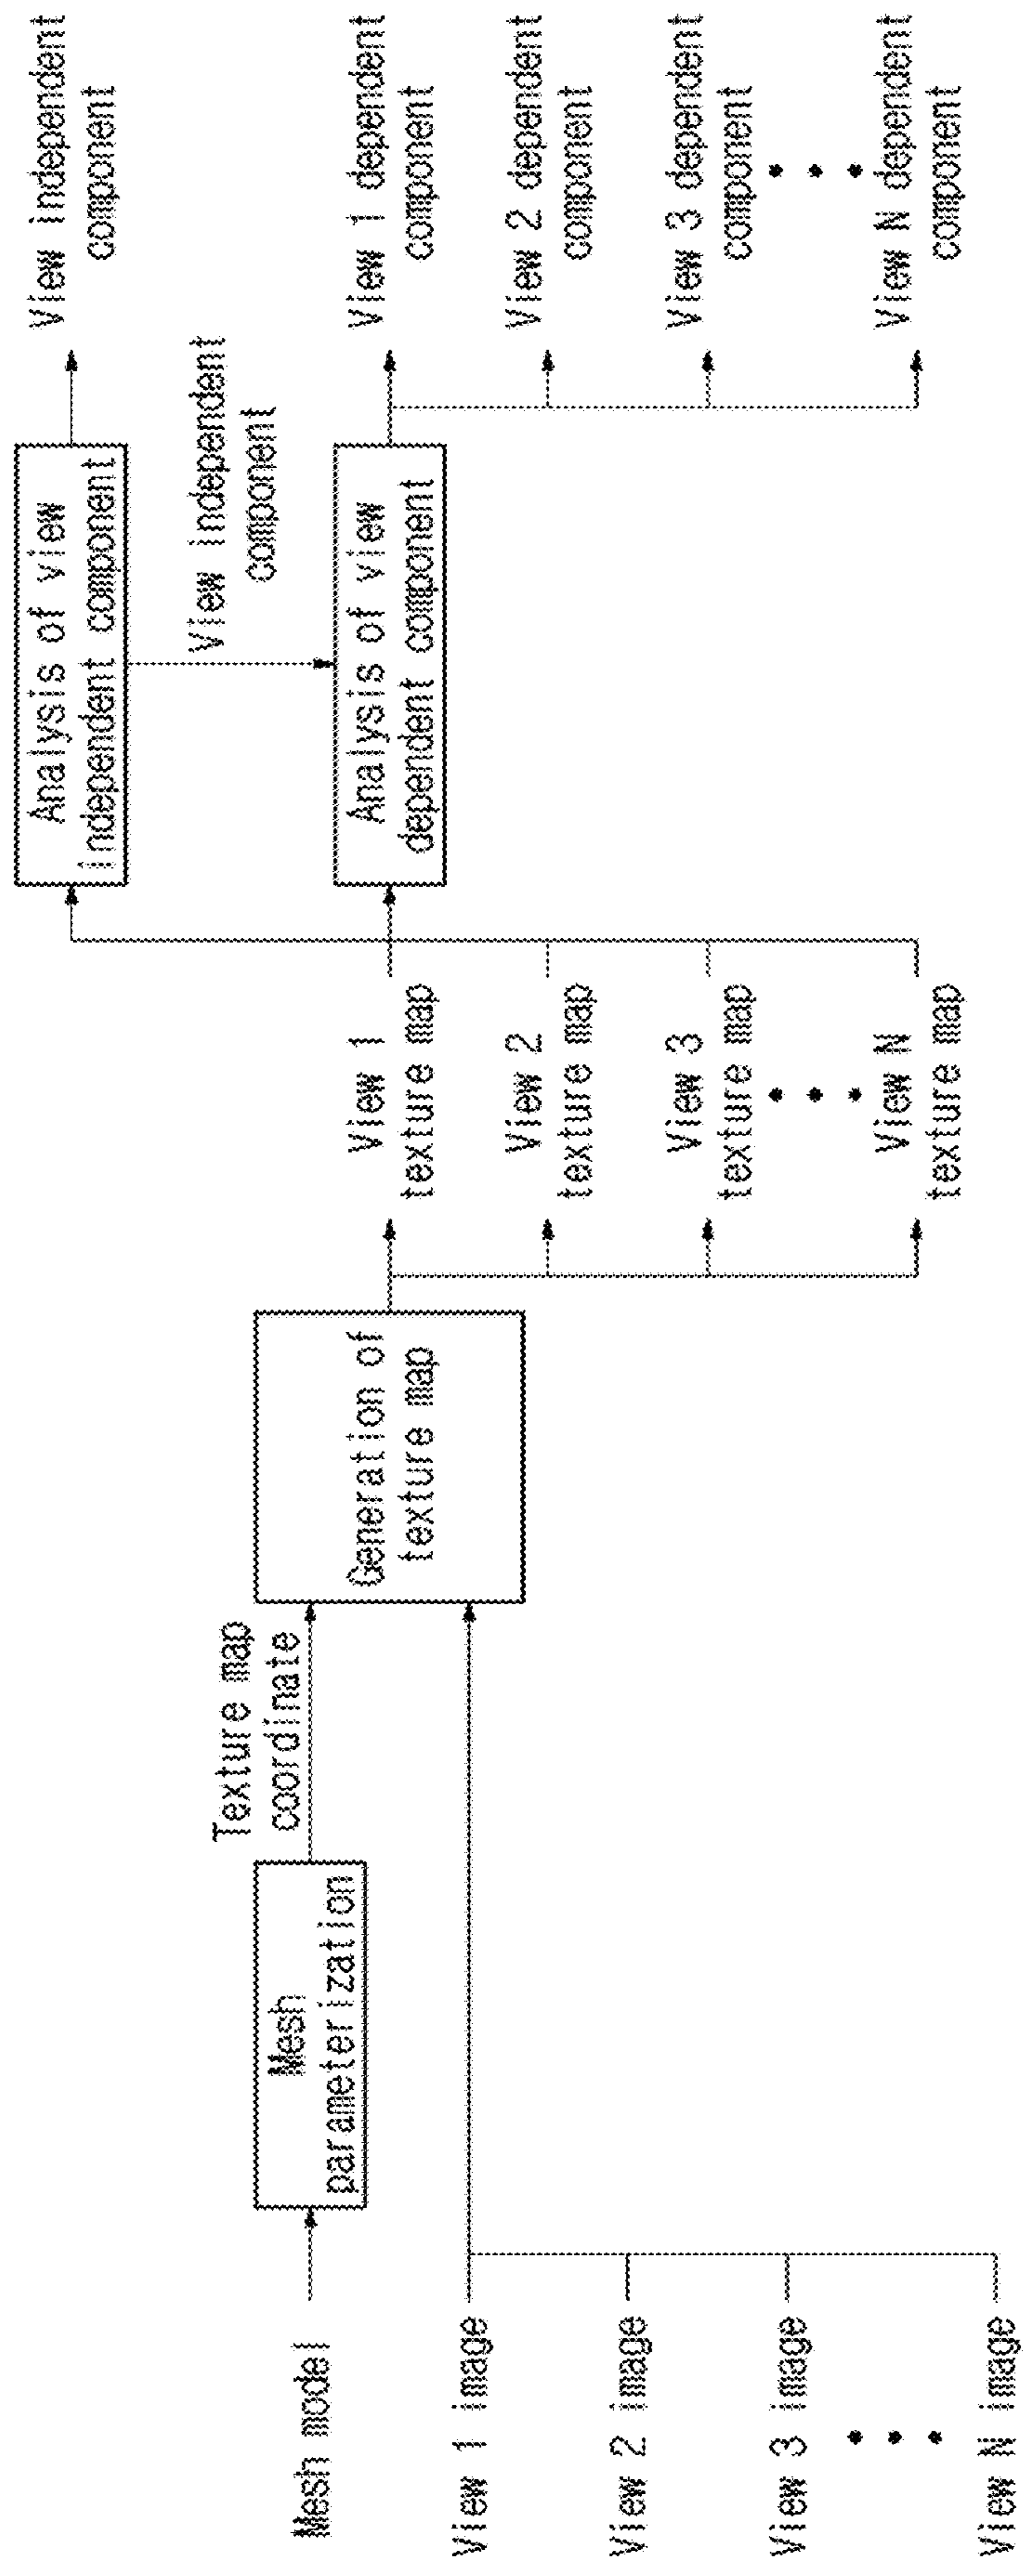 Mesh model
View 1 image
View 2 image
View 3 image
View N image
Mesh
parameterization
Texture map
coordinate
Generation of
texture map
View 1
texture map
View 2
texture map
View 3
texture map
View N
texture map
Analysis of view
independent component
View independent
component
Analysis of view
dependent component
View independent
component
View 1 dependent
component
View 2 dependent
component
View 3 dependent
component
View N dependent
component